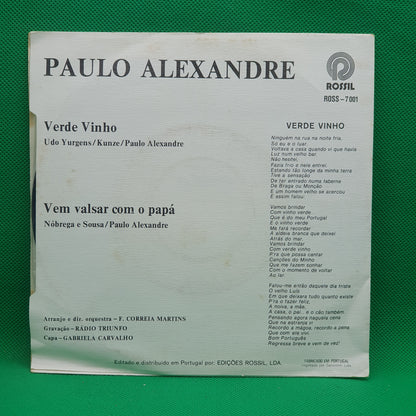 PAULO ALEXANDRE
ROSSIL
ROSS-7001
Verde Vinho
Udo Yurgens/Kunze/Paulo Alexandre
Vem valsar com o papá
Nóbrega e Sousa/Paulo Alexandre
Arranjo e dir. orquestra – F. CORREIA MARTINS
Gravação – RÁDIO TRIUNFO
Capa – GABRIELA CARVALHO
Editado e distribuido em Portugal por: EDIÇÕES ROSSIL, LDA.
VERDE VINHO
Ninguém na rua na noite fria,
Só eu a o luar
Voltava a casa quando vi que havia
Luz num velho bar.
Não hesitei,
Fazia frio e nele entrei.
Estando tão longe da minha terra
Tive a sensação
De ter entrado numa taberna
De Braga ou Monção
E um homem velho se acercou
E assim falou:
Vamos brindar
Com vinho verde
Que é do meu Portugal
E o vinho verde
Me fará recordar
A aldeia branca que deixei
Atrás do mar.
Vamos brindar
Com verde vinho
P'ra que possa cantar
Canções do Minho
Que me fazem sonhar
Com o momento de voltar
Ao lar.
Falou-me então daquele dia triste
O velho Luís
Em que deixara tudo quanto existe
P'ra o fazer feliz,
A noiva, a mãe,
A casa, o pai, e o cão também.
Pensando agora naquela cena
Que na estranja vi
Recordo a mágoa, recordo a pena
Que com ele vivi.
Bom Português
Regressa breve e vem de vez!
FABRICADO EM PORTUGAL